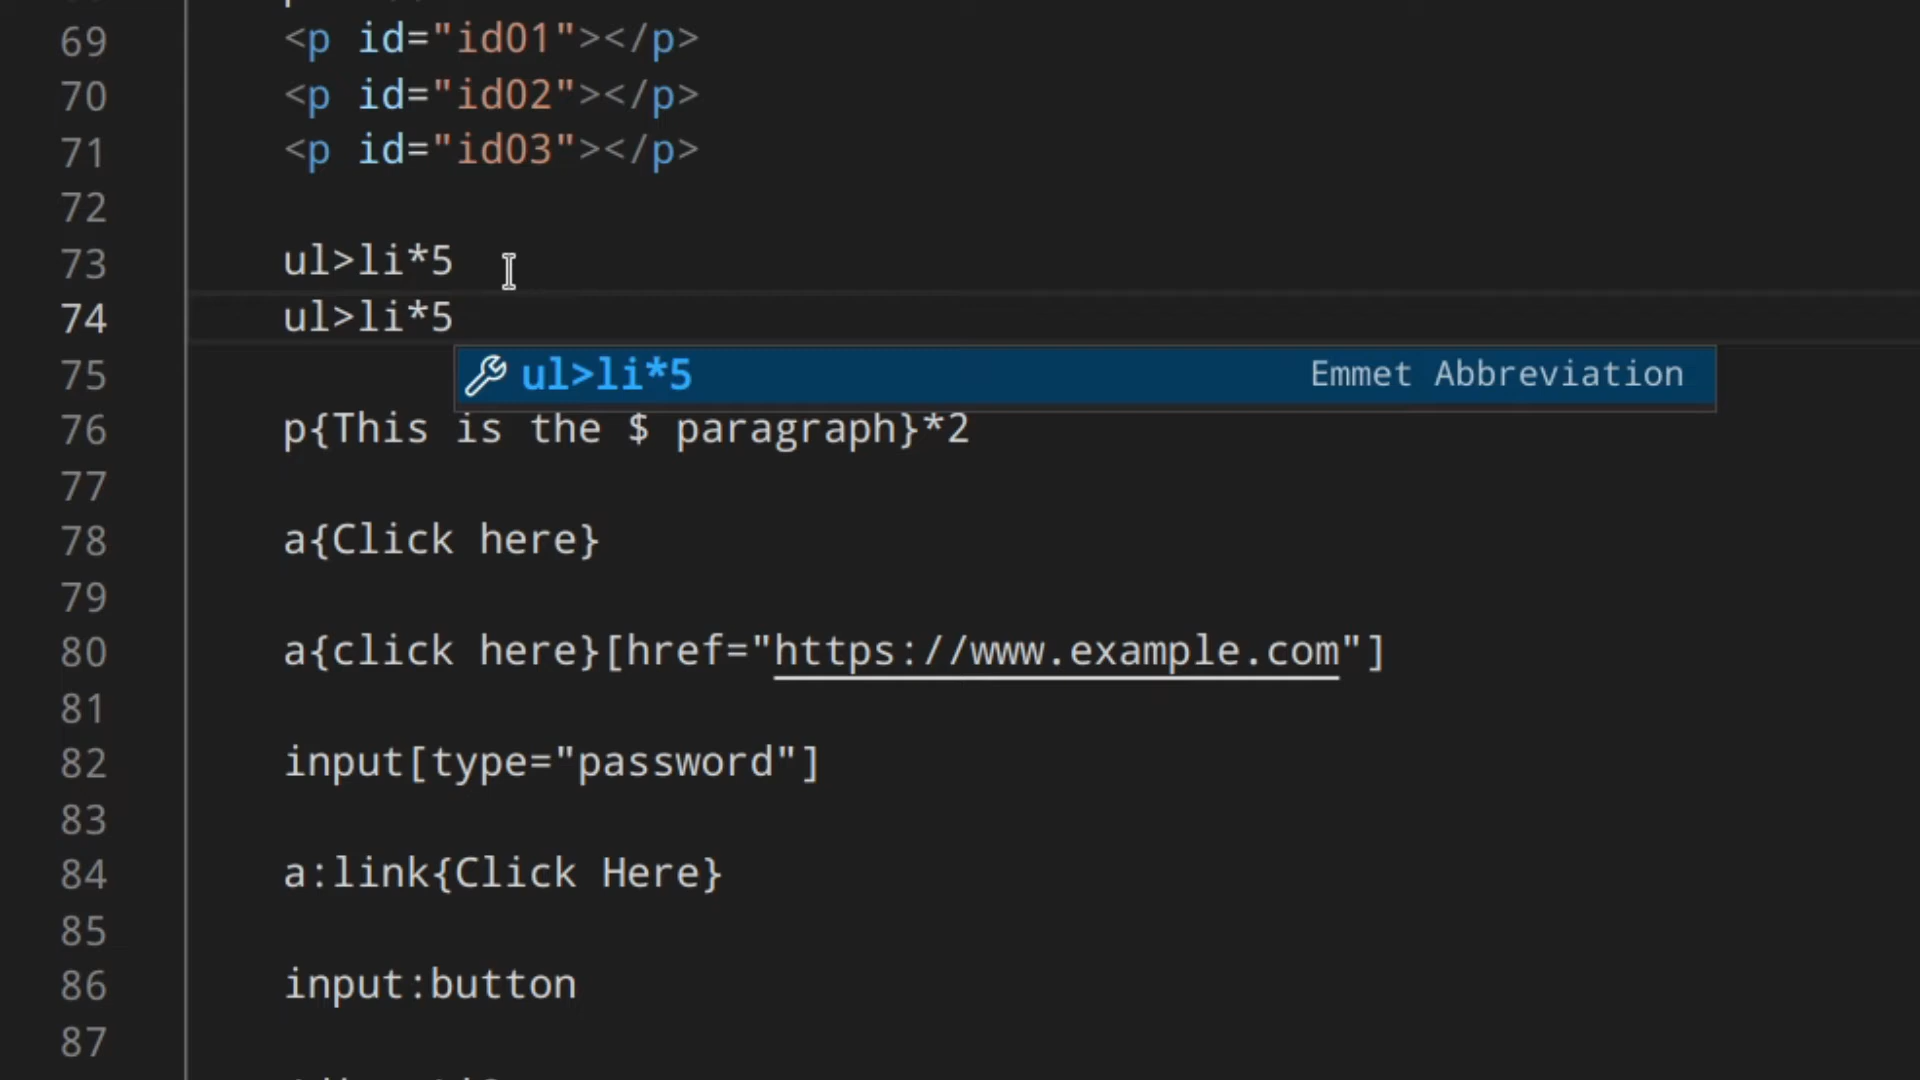 69 <p id="id01"></p>
70 <p id="id02"></p>
71 <p id="id03"></p>
72
73 ul>li*5
74 ul>li*5
75 ul>li*5 Emmet Abbreviation
76 p{This is the $ paragraph}*2
77
78 a{Click here}
79
80 a{click here}[href="https://www.example.com"]
81
82 input[type="password"]
83
84 a:link{Click Here}
85
86 input:button
87